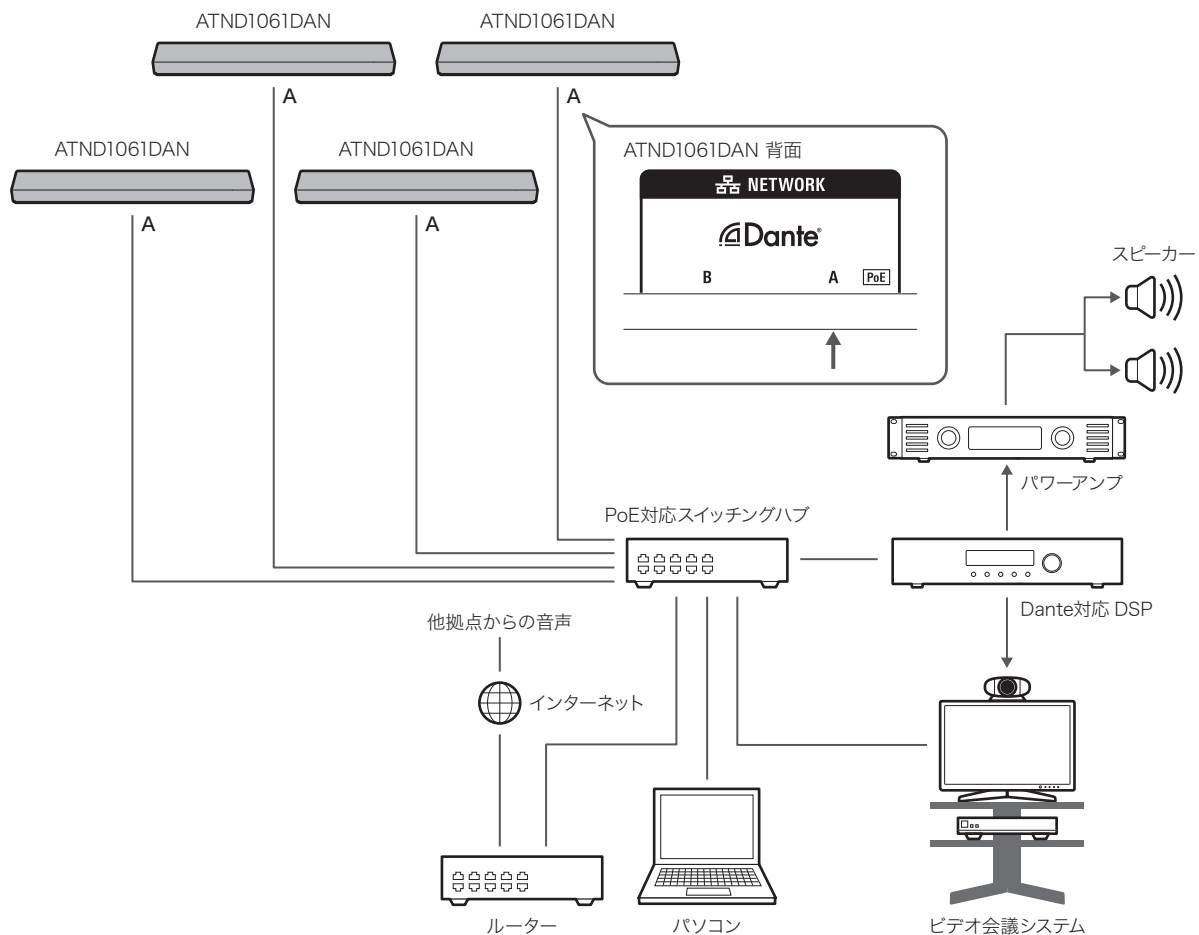 ATND1061DAN
ATND1061DAN
A
A
ATND1061DAN
ATND1061DAN
A
A
ATND1061DAN 背面
NETWORK
Dante®
B
A
PoE
スピーカー
パワーアンプ
PoE対応スイッチングハブ
Dante対応 DSP
他拠点からの音声
インターネット
ルーター
パソコン
ビデオ会議システム